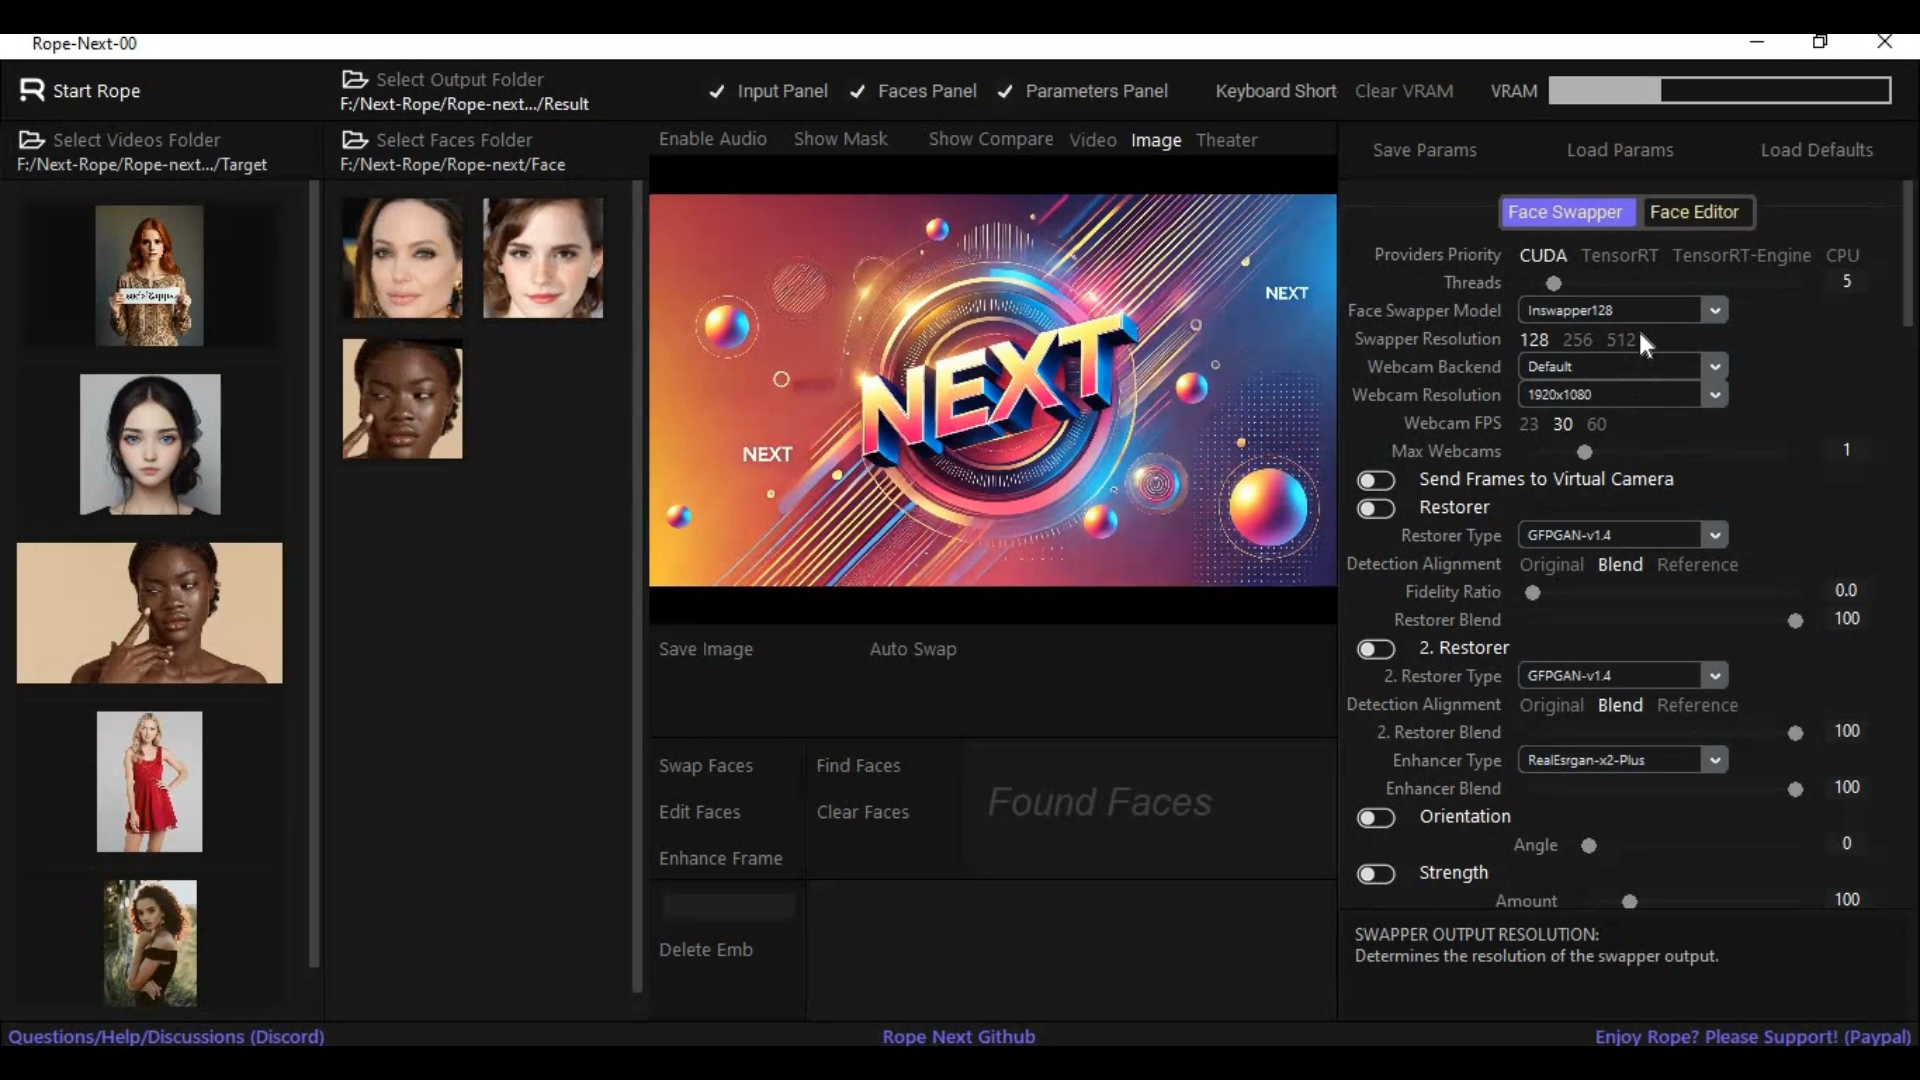 Rope-Next-00
Start Rope
Select Output Folder
F:/Next-Rope/Rope-next.../Result
Input Panel
Faces Panel
Parameters Panel
Keyboard Short
Clear VRAM
VRAM
Select Videos Folder
F:/Next-Rope/Rope-next.../Target
Select Faces Folder
F:/Next-Rope/Rope-next/Face
Enable Audio
Show Mask
Show Compare
Video
Image
Theater
NEXT
NEXT
NEXT
Save Image
Auto Swap
Swap Faces
Find Faces
Edit Faces
Clear Faces
Enhance Frame
Found Faces
Delete Emb
Save Params
Load Params
Load Defaults
Face Swapper
Face Editor
Providers Priority CUDA TensorRT TensorRT-Engine CPU
Threads 5
Face Swapper Model Inswapper128
Swapper Resolution 128 256 512
Webcam Backend Default
Webcam Resolution 1920x1080
Webcam FPS 23 30 60
Max Webcams 1
Send Frames to Virtual Camera
Restorer
Restorer Type GFPGAN-v1.4
Detection Alignment Original Blend Reference
Fidelity Ratio 0.0
Restorer Blend 100
2. Restorer
2. Restorer Type GFPGAN-v1.4
Detection Alignment Original Blend Reference
2. Restorer Blend 100
Enhancer Type RealEsrgan-x2-Plus
Enhancer Blend 100
Orientation
Angle 0
Strength
Amount 100
SWAPPER OUTPUT RESOLUTION:
Determines the resolution of the swapper output.
Questions/Help/Discussions (Discord)
Rope Next Github
Enjoy Rope? Please Support! (Paypal)